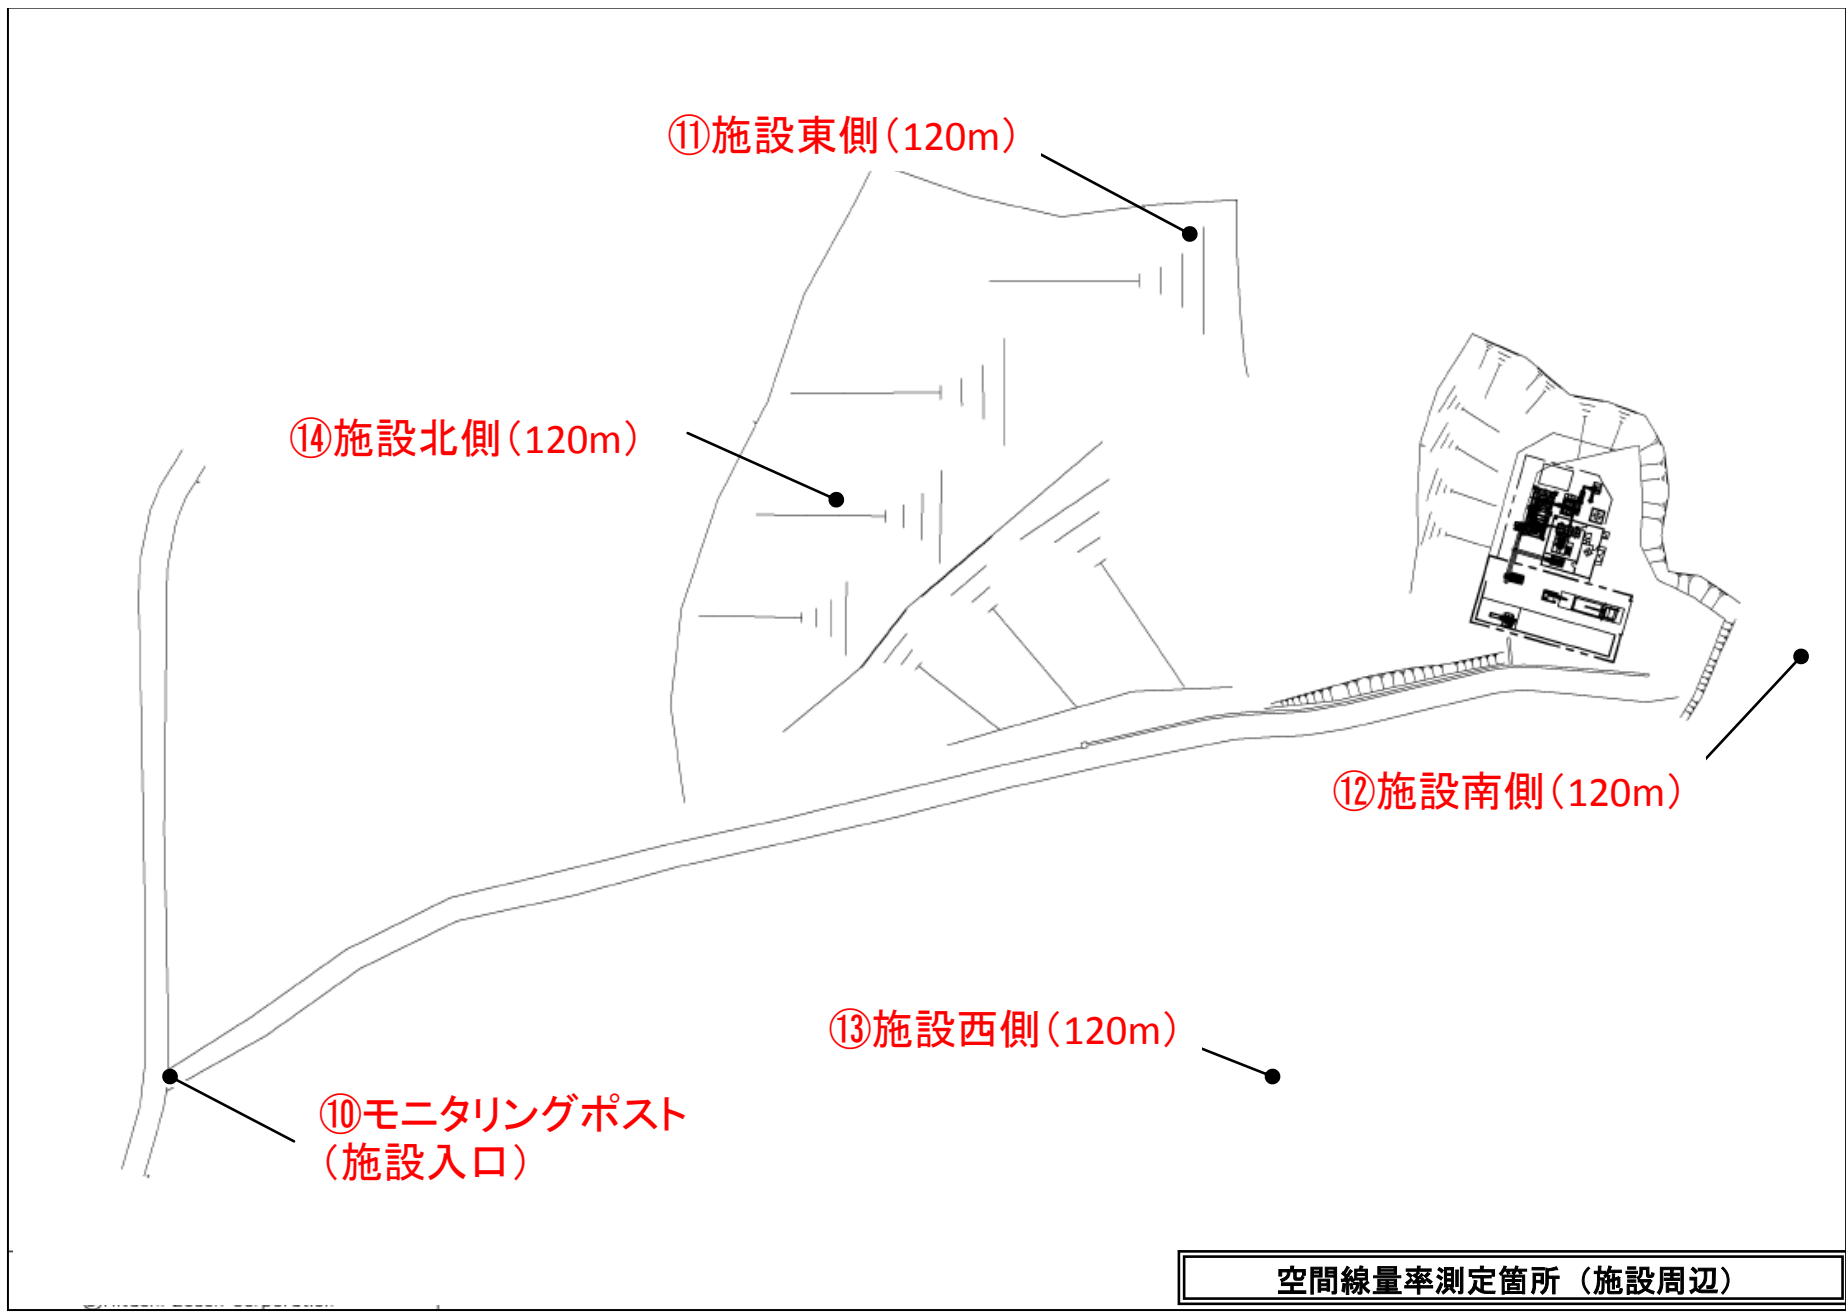 ⑪施設東側(120m)
⑭施設北側(120m)
⑫施設南側(120m)
⑬施設西側(120m)
⑩モニタリングポスト
(施設入口)
空間線量率測定箇所(施設周辺)